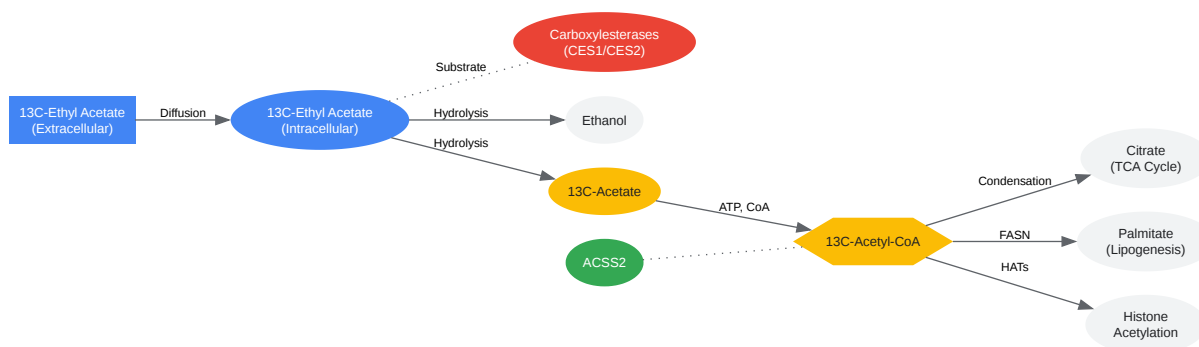 13C-Ethyl Acetate
(Extracellular)
Diffusion
13C-Ethyl Acetate
(Intracellular)
Substrate
Carboxylesterases
(CES1/CES2)
Hydrolysis
Ethanol
Hydrolysis
13C-Acetate
ACSS2
ATP, CoA
13C-Acetyl-CoA
Condensation
Citrate
(TCA Cycle)
FASN
Palmitate
(Lipogenesis)
HATs
Histone
Acetylation